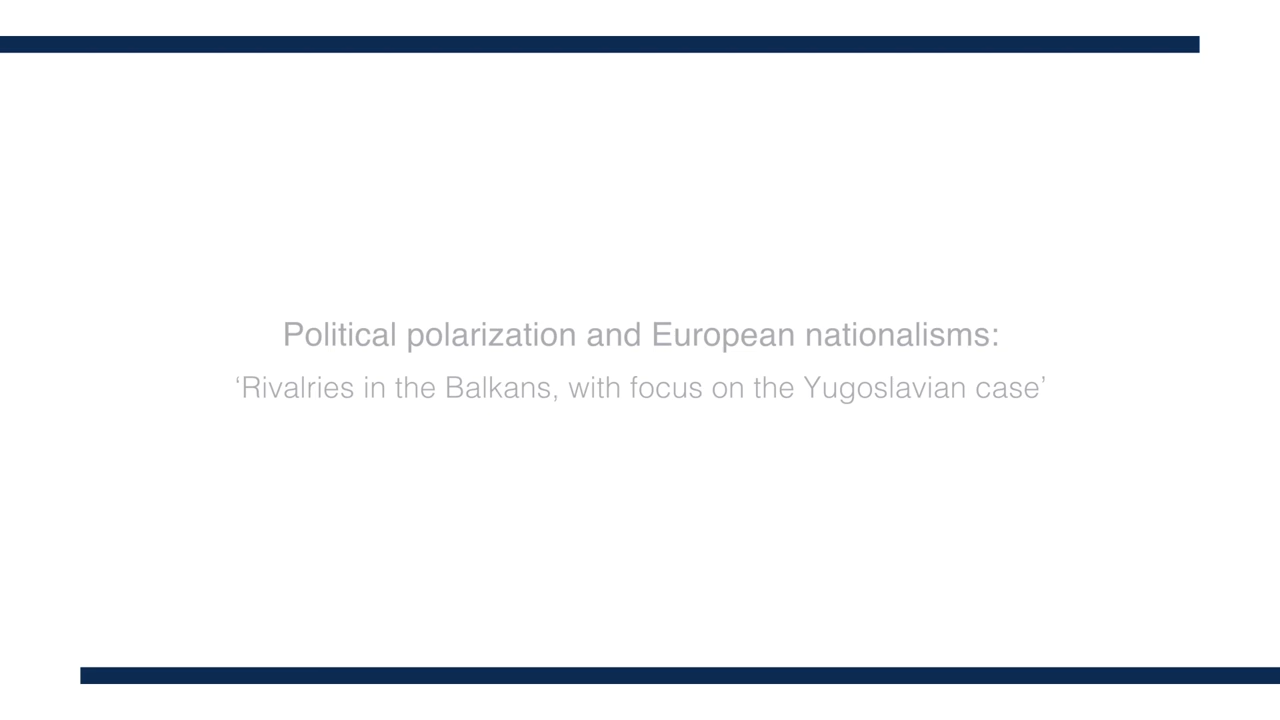 Political polarization and European nationalisms:
‘Rivalries in the Balkans, with focus on the Yugoslavian case’